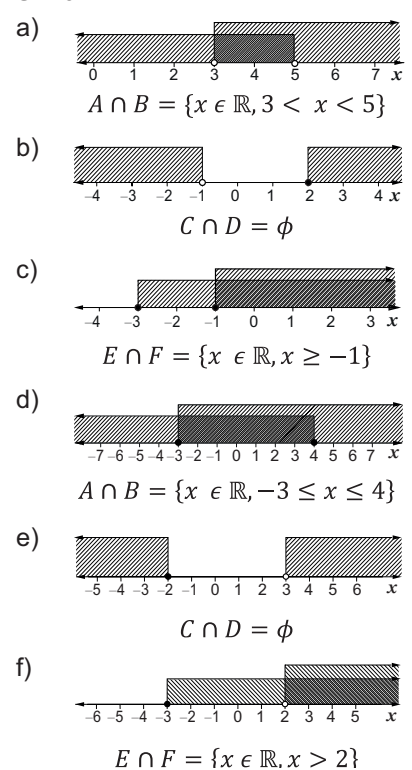 a)
0 1 2 3 4 5 6 7 x
A ∩ B = {x ϵ ℝ, 3 < x < 5}
b)
−4 −3 −2 −1 0 1 2 3 4 x
C ∩ D = ϕ
c)
−4 −3 −2 −1 0 1 2 3 x
E ∩ F = {x ϵ ℝ, x ≥ −1}
d)
−7 −6 −5 −4 −3 −2 −1 0 1 2 3 4 5 6 7 x
A ∩ B = {x ϵ ℝ, −3 ≤ x ≤ 4}
e)
−5 −4 −3 −2 −1 0 1 2 3 4 5 6 x
C ∩ D = ϕ
f)
−6 −5 −4 −3 −2 −1 0 1 2 3 4 5 x
E ∩ F = {x ϵ ℝ, x > 2}